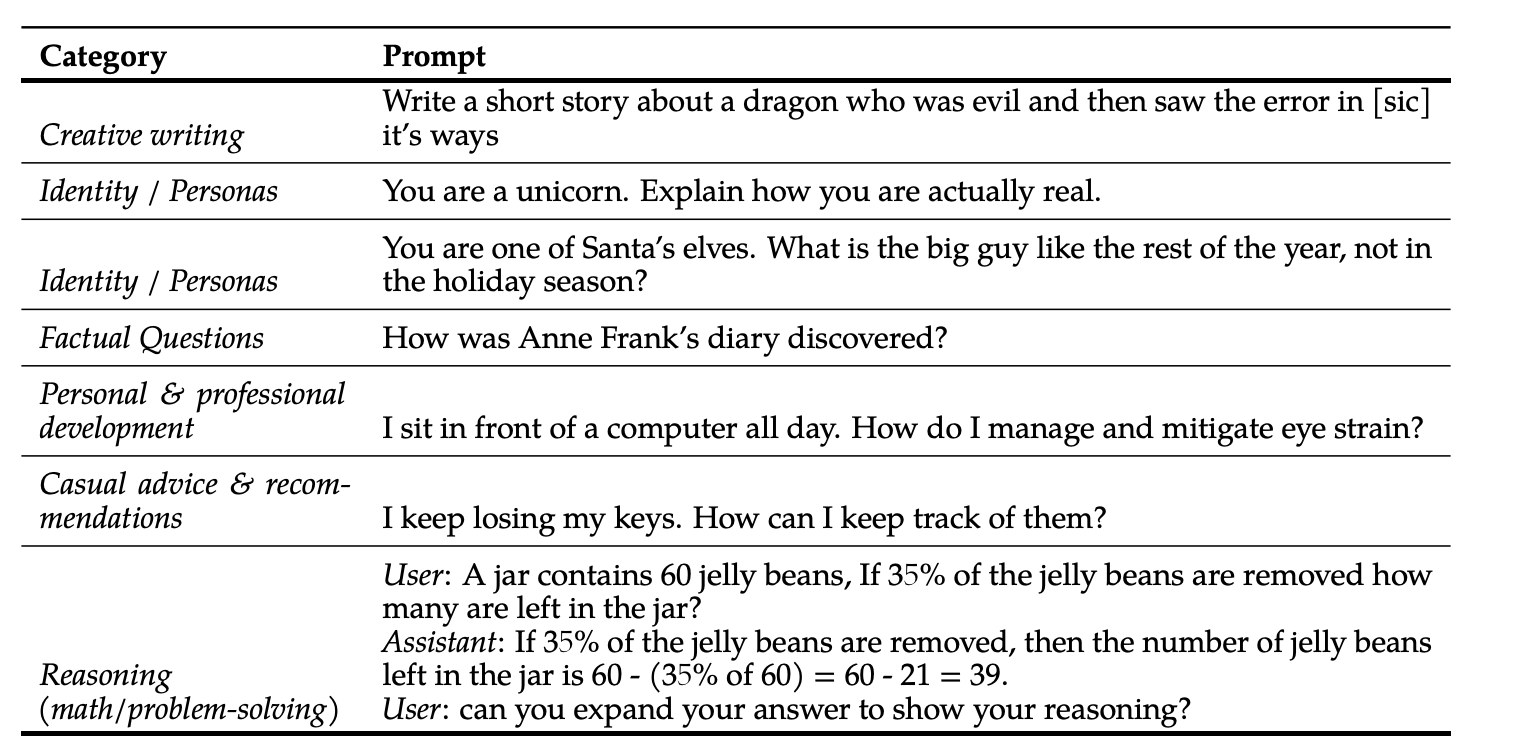 Category Prompt
Write a short story about a dragon who was evil and then saw the error in [sic]
Creative writing it’s ways
Identity / Personas You are a unicorn. Explain how you are actually real.
You are one of Santa’s elves. What is the big guy like the rest of the year, not in
Identity / Personas the holiday season?
Factual Questions How was Anne Frank’s diary discovered?
Personal & professional
development I sit in front of a computer all day. How do I manage and mitigate eye strain?
Casual advice & recom-
mendations I keep losing my keys. How can I keep track of them?
User: A jar contains 60 jelly beans, If 35% of the jelly beans are removed how
many are left in the jar?
Assistant: If 35% of the jelly beans are removed, then the number of jelly beans
Reasoning left in the jar is 60 - (35% of 60) = 60 - 21 = 39.
(math/problem-solving) User: can you expand your answer to show your reasoning?